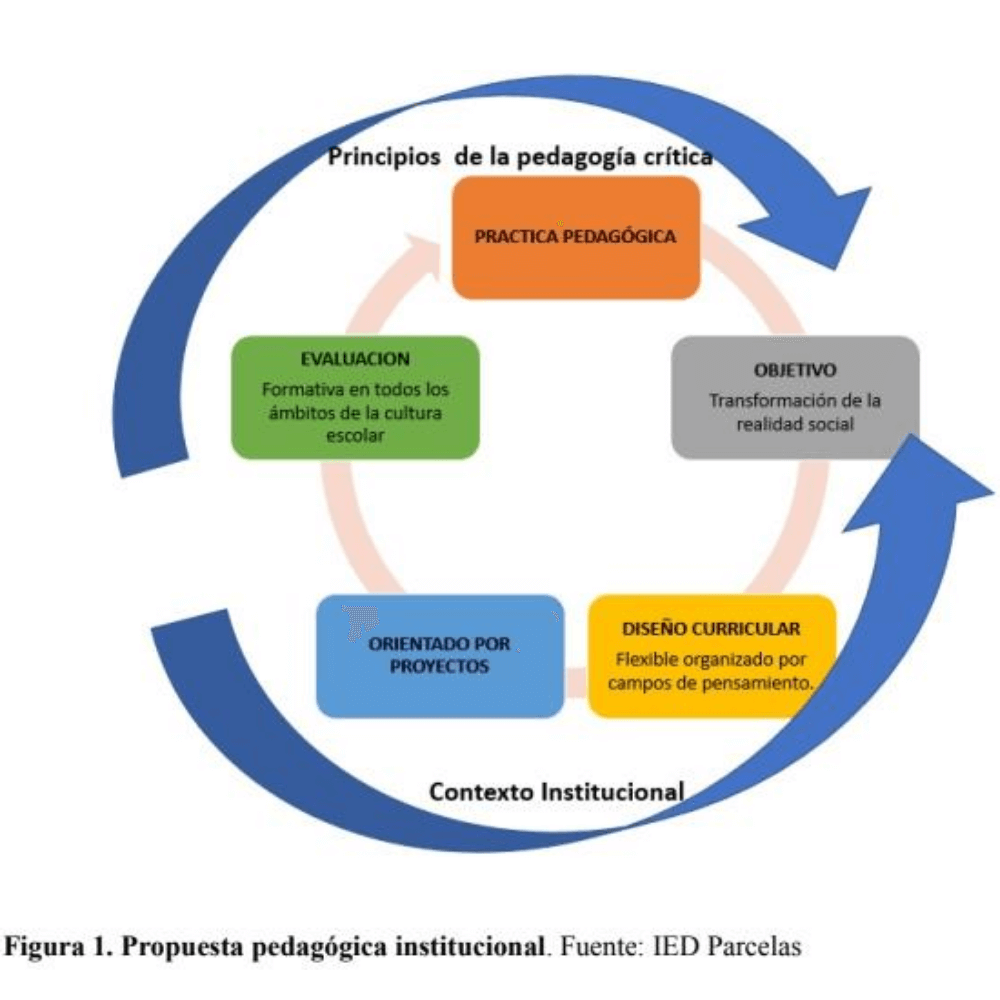 Principios de la pedagogía crítica
PRACTICA PEDAGÓGICA
OBJETIVO
Transformación de la
realidad social
DISEÑO CURRICULAR
Flexible organizado por
campos de pensamiento.
ORIENTADO POR
PROYECTOS
EVALUACION
Formativa en todos los
ámbitos de la cultura
escolar
Contexto Institucional
Figura 1. Propuesta pedagógica institucional. Fuente: IED Parcelas